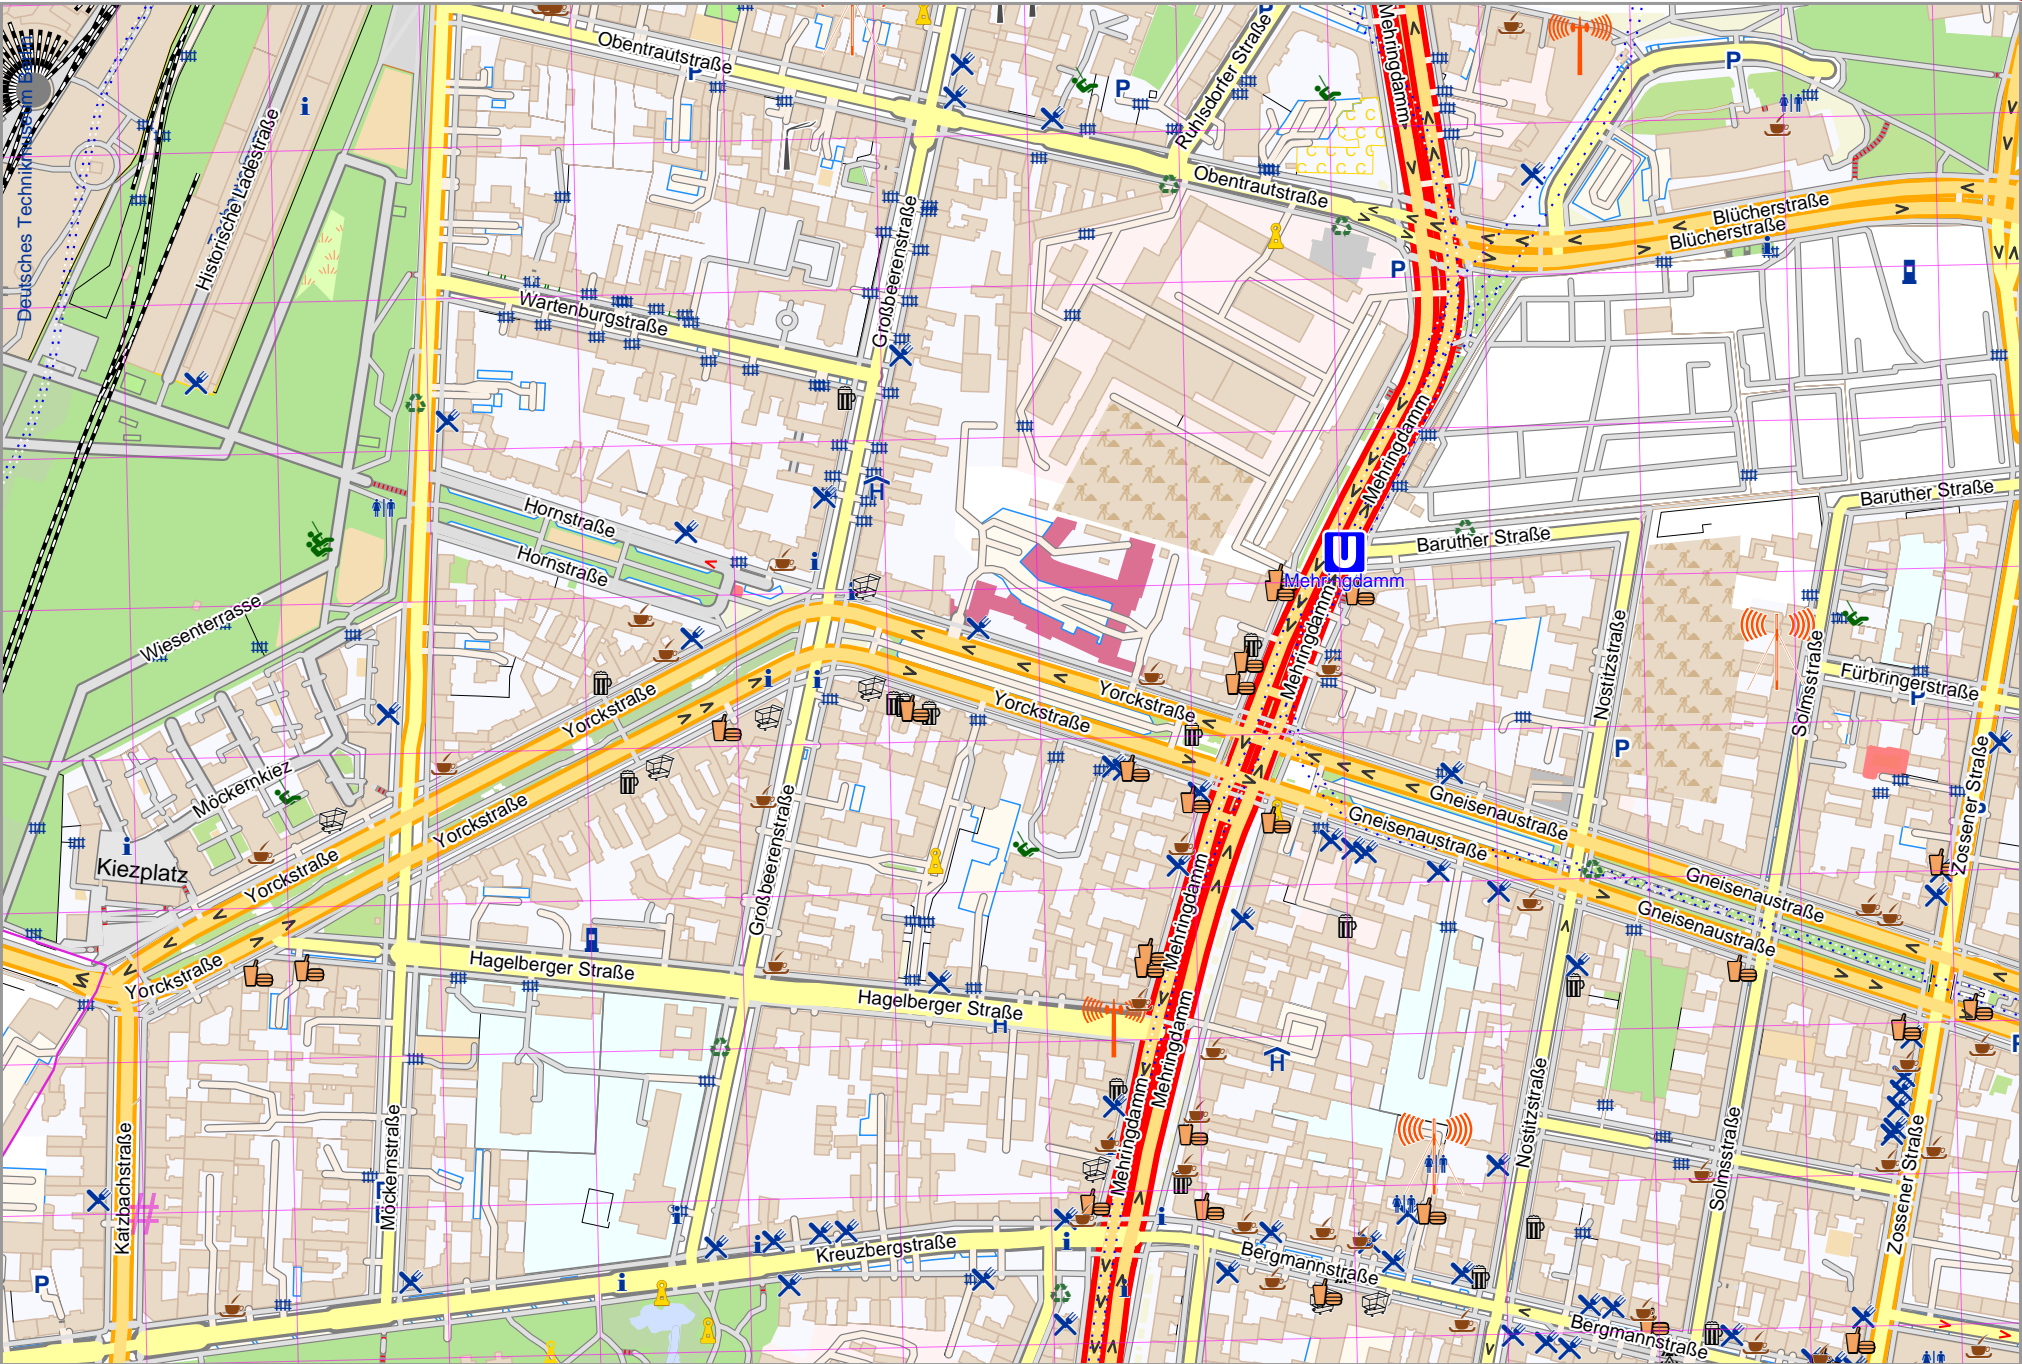 Obentrautstraße
Ruhlsdorfer Straße
Mehringdamm
Deutsches Technikmuseum Berlin
Historische Ladestraße
Obentrautstraße
Blücherstraße
Blücherstraße
Großbeerenstraße
Wartenburgstraße
Mehringdamm
Hornstraße
Hornstraße
Baruther Straße
Baruther Straße
U
Mehringdamm
Wiesenterrasse
Mehringdamm
Nostitzstraße
Solmsstraße
Fürbringerstraße
Yorckstraße
Yorckstraße
Yorckstraße
Möckernkiez
Yorckstraße
Yorckstraße
Großbeerenstraße
Gneisenaustraße
Gneisenaustraße
Zossener Straße
Kiezplatz
Gneisenaustraße
Gneisenaustraße
Mehringdamm
Yorckstraße
Hagelberger Straße
Hagelberger Straße
Mehringdamm
Mehringdamm
Katzbachstraße
Möckernstraße
Nostitzstraße
Solmsstraße
Zossener Straße
Kreuzbergstraße
Bergmannstraße
Bergmannstraße